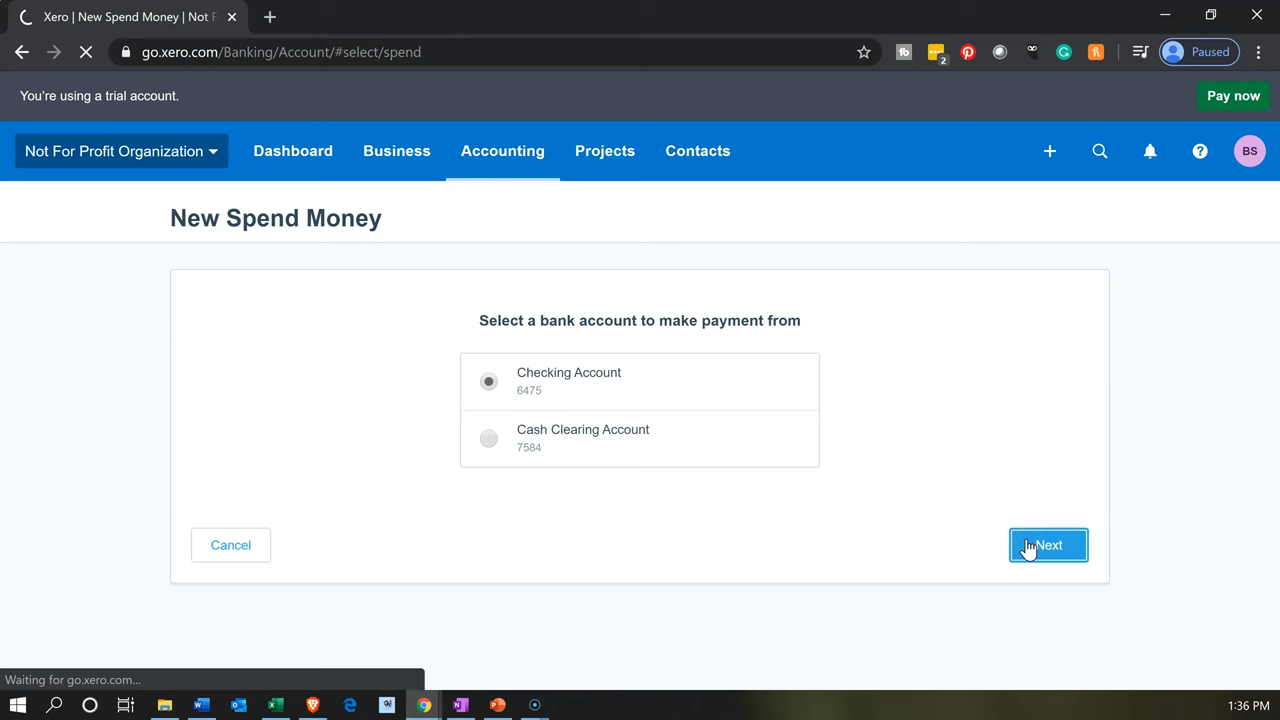 Xero | New Spend Money | Not F
go.xero.com/Banking/Account/#select/spend
2
Paused
You're using a trial account.
Pay now
Not For Profit Organization
Dashboard
Business
Accounting
Projects
Contacts
BS
New Spend Money
Select a bank account to make payment from
Checking Account
6475
Cash Clearing Account
7584
Cancel
Next
Waiting for go.xero.com...
1:36 PM